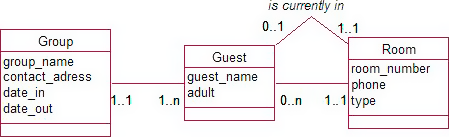 is currently in
0..1
1..1
Group
group_name
contact_adress
date_in
date_out
1..1
1..n
Guest
guest_name
adult
0..n
1..1
Room
room_number
phone
type